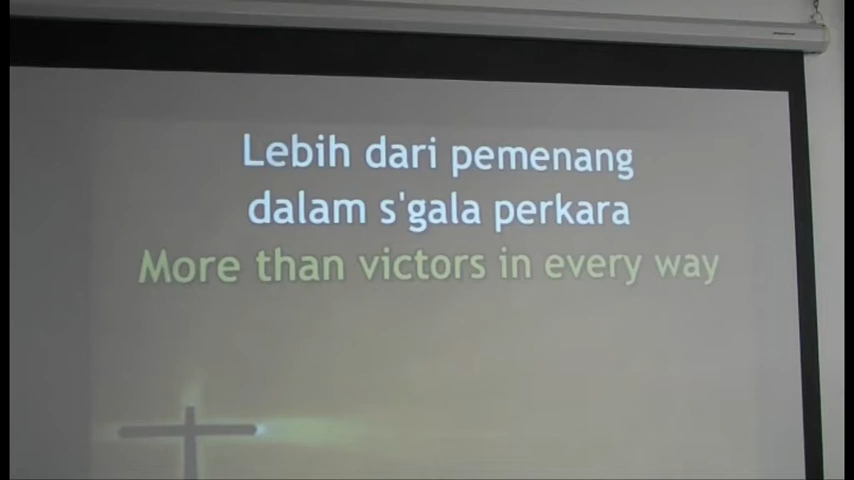 Lebih dari pemenang
dalam s'gala perkara
More than victors in every way